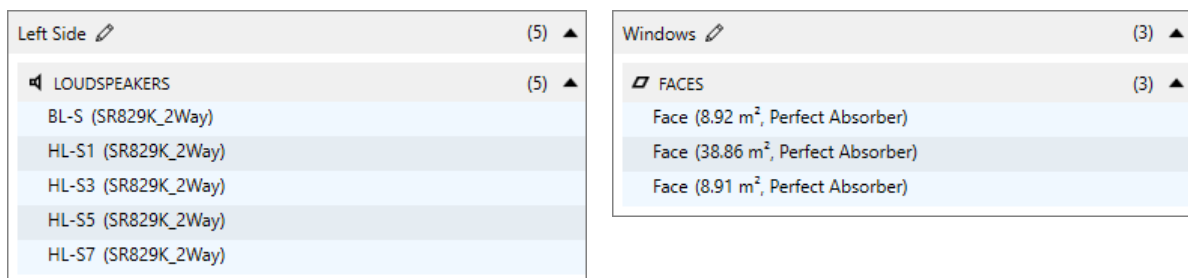 Left Side (5)
LOUDSPEAKERS (5)
BL-S (SR829K_2Way)
HL-S1 (SR829K_2Way)
HL-S3 (SR829K_2Way)
HL-S5 (SR829K_2Way)
HL-S7 (SR829K_2Way)
Windows (3)
FACES (3)
Face (8.92 m², Perfect Absorber)
Face (38.86 m², Perfect Absorber)
Face (8.91 m², Perfect Absorber)